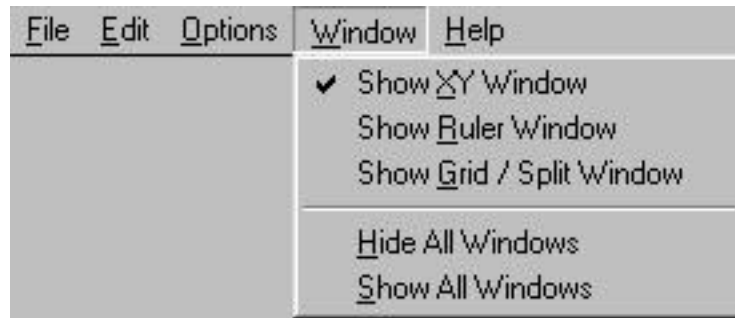 File Edit Options Window Help
Show XY Window
Show Ruler Window
Show Grid / Split Window
Hide All Windows
Show All Windows